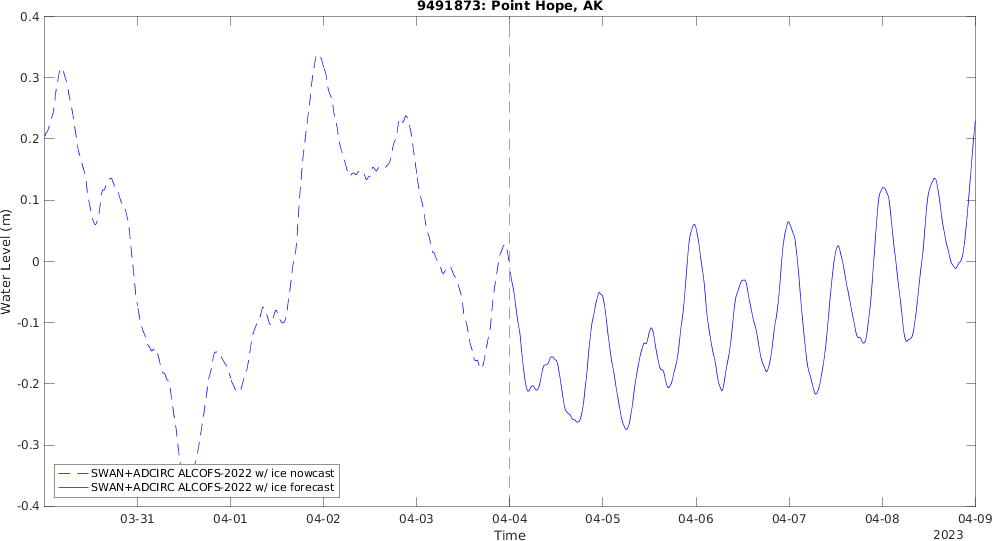 9491873: Point Hope, AK
0.4
0.3
0.2
0.1
0
-0.1
-0.2
-0.3
-0.4
Water Level (m)
SWAN+ADCIRC ALCOFS-2022 w/ ice nowcast
SWAN+ADCIRC ALCOFS-2022 w/ ice forecast
03-31 04-01 04-02 04-03 04-04 04-05 04-06 04-07 04-08 04-09
Time
2023